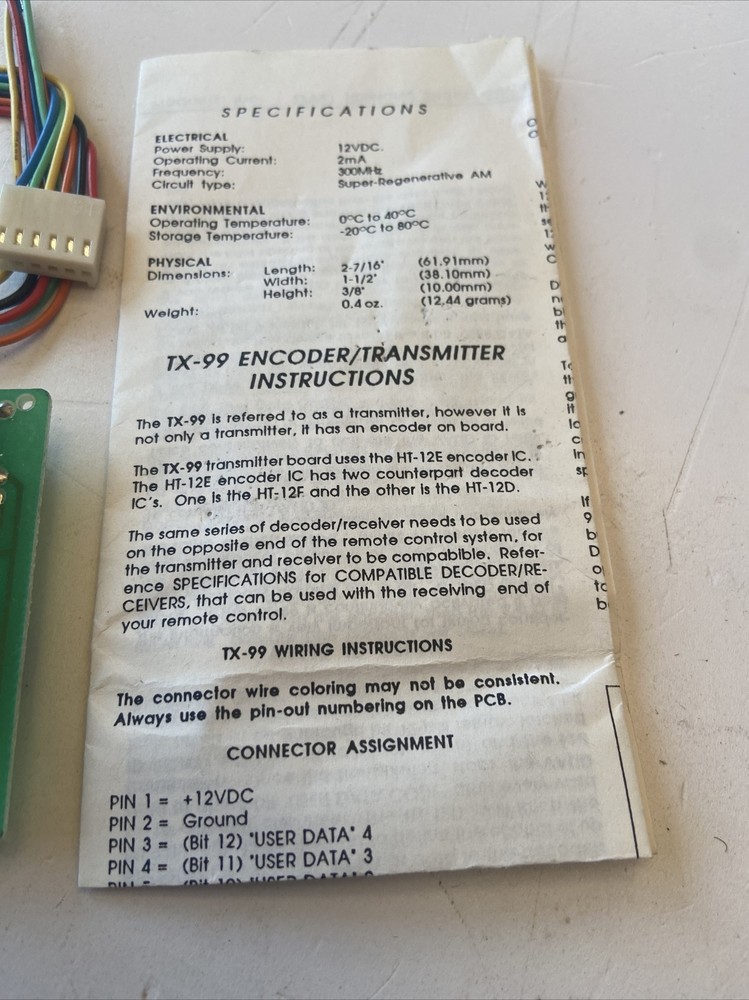 SPECIFICATIONS
ELECTRICAL
Power Supply: 12VDC.
Operating Current: 2mA
Frequency: 300MHz
Circuit type: Super-Regenerative AM
ENVIRONMENTAL
Operating Temperature: 0°C to 40°C
Storage Temperature: -20°C to 80°C
PHYSICAL
Dimensions: Length: 2-7/16" (61.91mm)
Width: 1-1/2" (38.10mm)
Height: 3/8" (10.00mm)
Weight: 0.4 oz. (12.44 grams)
TX-99 ENCODER/TRANSMITTER
INSTRUCTIONS
The TX-99 is referred to as a transmitter, however it is
not only a transmitter, it has an encoder on board.
The TX-99 transmitter board uses the HT-12E encoder IC.
The HT-12E encoder IC has two counterpart decoder
IC's. One is the HT-12F and the other is the HT-12D.
The same series of decoder/receiver needs to be used
on the opposite end of the remote control system, for
the transmitter and receiver to be compabible. Refer-
ence SPECIFICATIONS for COMPATIBLE DECODER/RE-
CEIVERS, that can be used with the receiving end of
your remote control.
TX-99 WIRING INSTRUCTIONS
The connector wire coloring may not be consistent.
Always use the pin-out numbering on the PCB.
CONNECTOR ASSIGNMENT
PIN 1 = +12VDC
PIN 2 = Ground
PIN 3 = (Bit 12) "USER DATA" 4
PIN 4 = (Bit 11) "USER DATA" 3